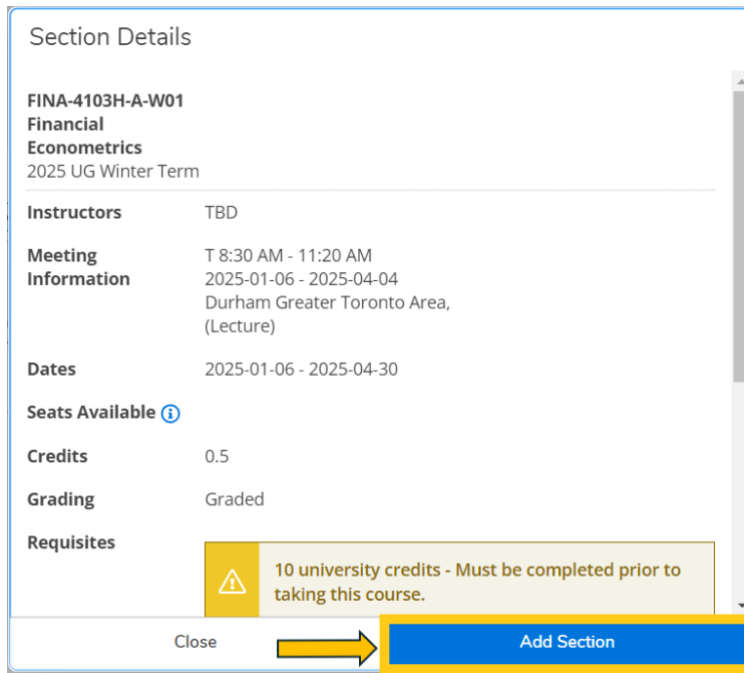 Section Details
FINA-4103H-A-W01
Financial
Econometrics
2025 UG Winter Term
Instructors TBD
Meeting Information T 8:30 AM - 11:20 AM
2025-01-06 - 2025-04-04
Durham Greater Toronto Area,
(Lecture)
Dates 2025-01-06 - 2025-04-30
Seats Available
Credits 0.5
Grading Graded
Requisites
10 university credits - Must be completed prior to
taking this course.
Close Add Section